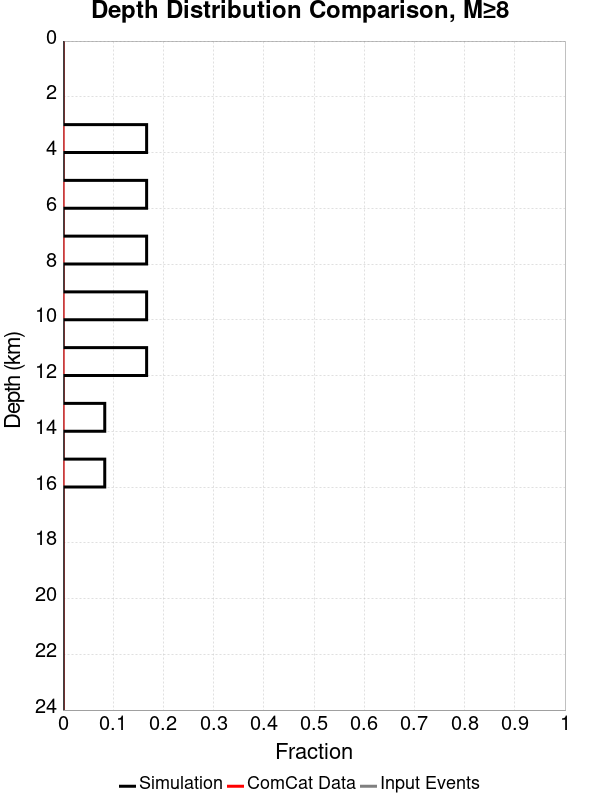 Depth Distribution Comparison, M≥8
0
2
4
6
8
10
12
14
16
18
20
22
24
Depth (km)
0 0.1 0.2 0.3 0.4 0.5 0.6 0.7 0.8 0.9 1
Fraction
Simulation ComCat Data Input Events